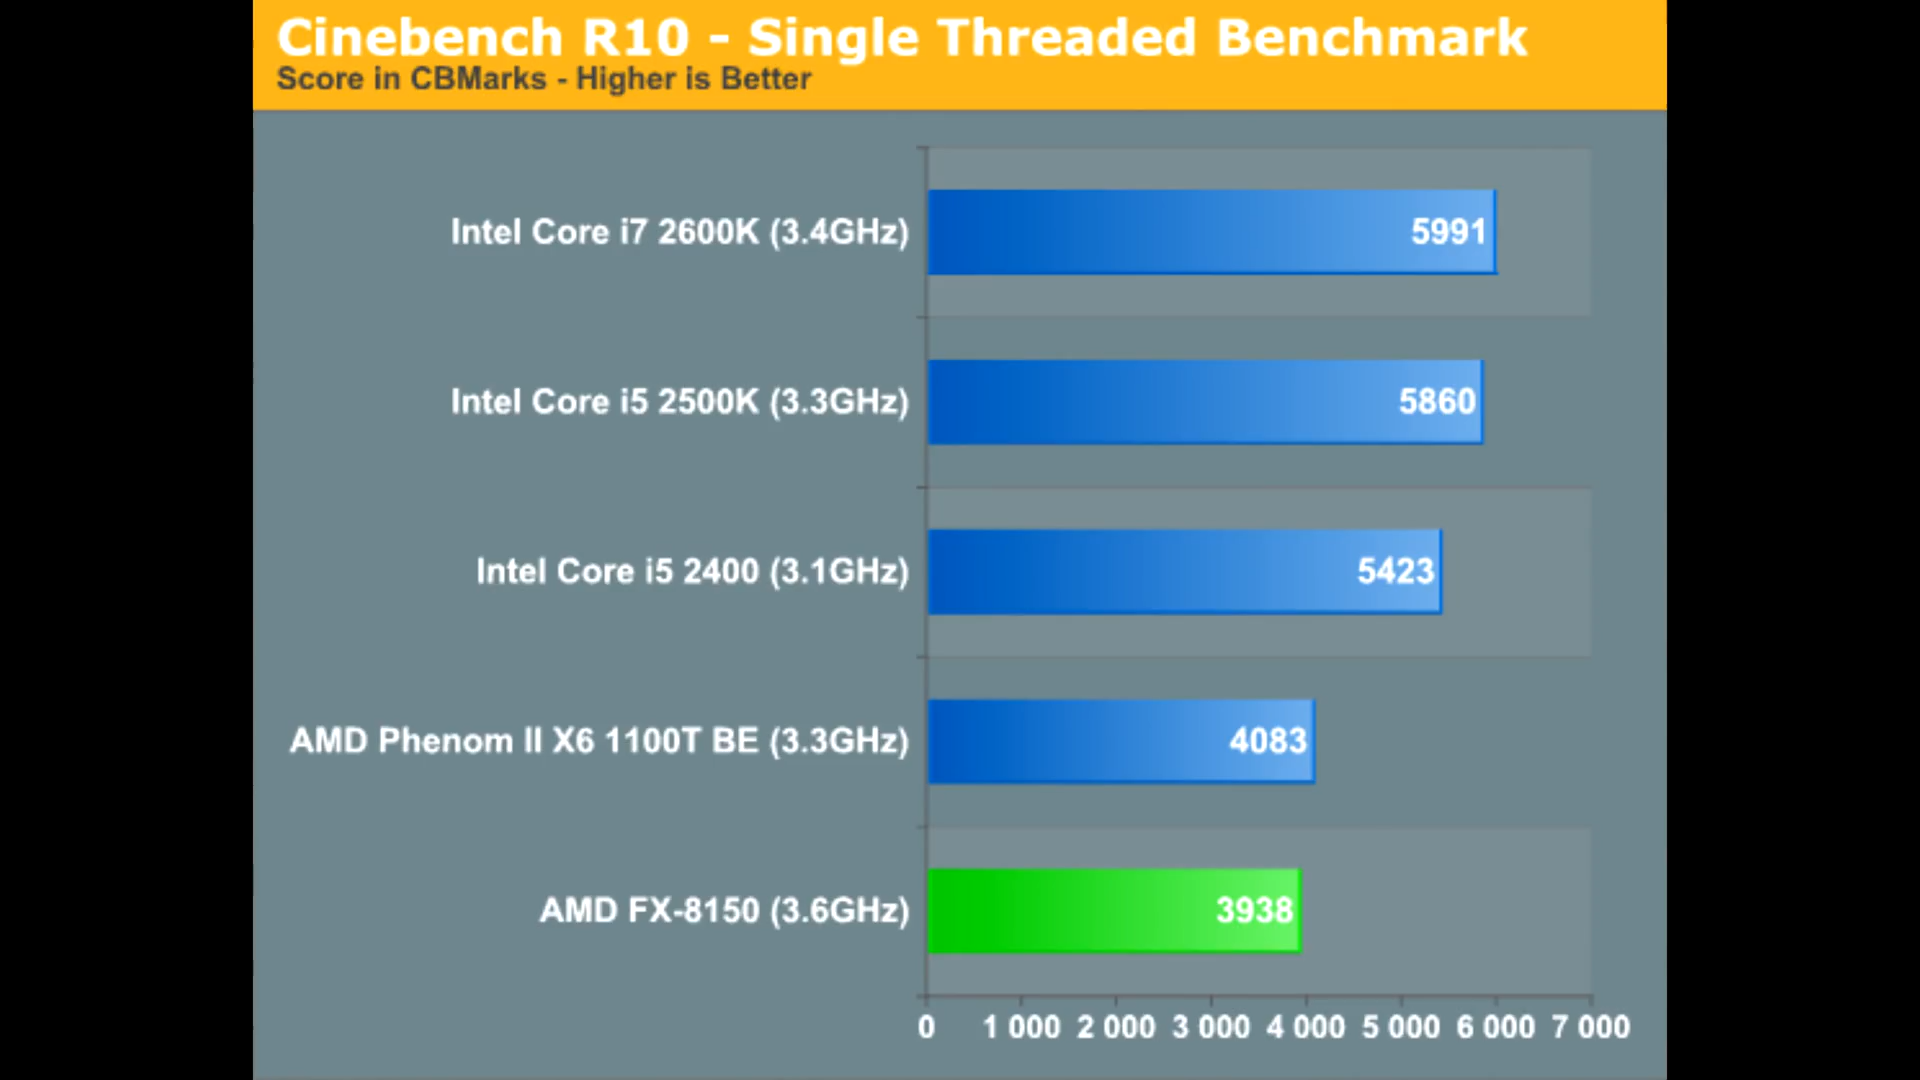 Cinebench R10 - Single Threaded Benchmark
Score in CBMarks - Higher is Better
Intel Core i7 2600K (3.4GHz) 5991
Intel Core i5 2500K (3.3GHz) 5860
Intel Core i5 2400 (3.1GHz) 5423
AMD Phenom II X6 1100T BE (3.3GHz) 4083
AMD FX-8150 (3.6GHz) 3938
0 1 000 2 000 3 000 4 000 5 000 6 000 7 000